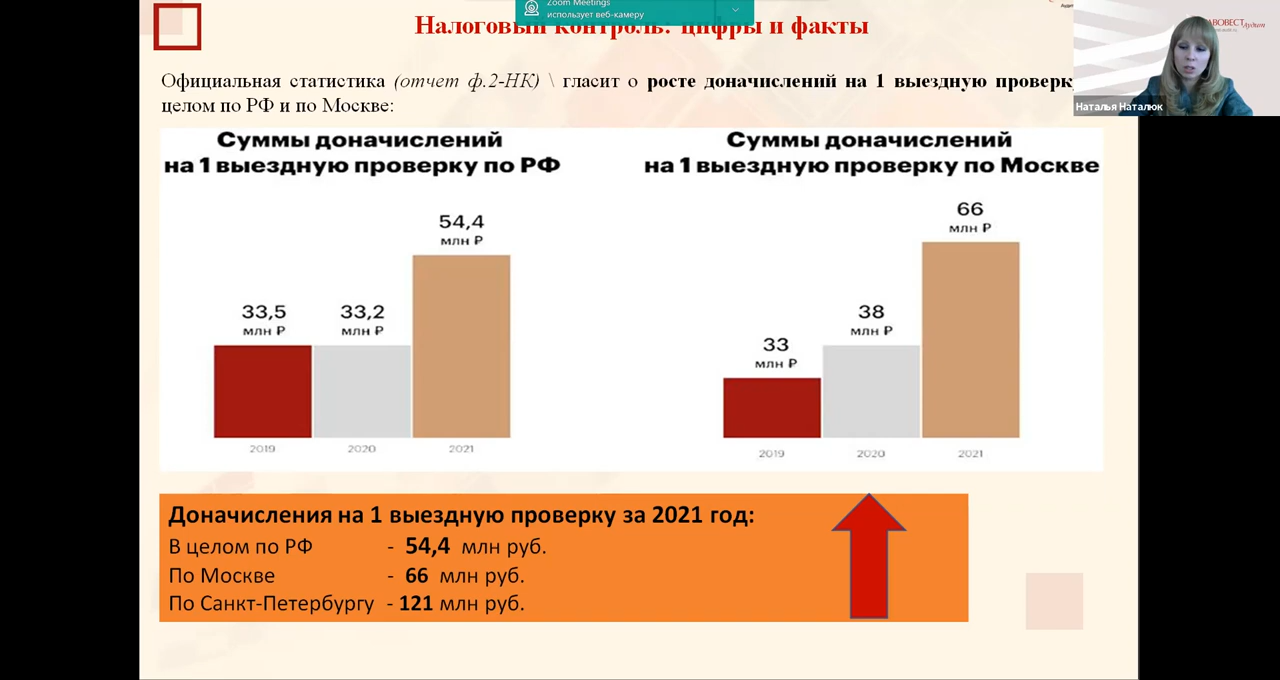 Zoom Meetings
использует веб-камеру
Налоговый контроль: цифры и факты
Официальная статистика (отчет ф.2-НК) \ гласит о росте доначислений на 1 выездную проверк
целом по РФ и по Москве:
Наталья Наталюк
Суммы доначислений
на 1 выездную проверку по РФ
33,5
млн ₽
33,2
млн ₽
54,4
млн ₽
2019
2020
2021
Суммы доначислений
на 1 выездную проверку по Москве
33
млн ₽
38
млн ₽
66
млн ₽
2019
2020
2021
Доначисления на 1 выездную проверку за 2021 год:
В целом по РФ - 54,4 млн руб.
По Москве - 66 млн руб.
По Санкт-Петербургу - 121 млн руб.